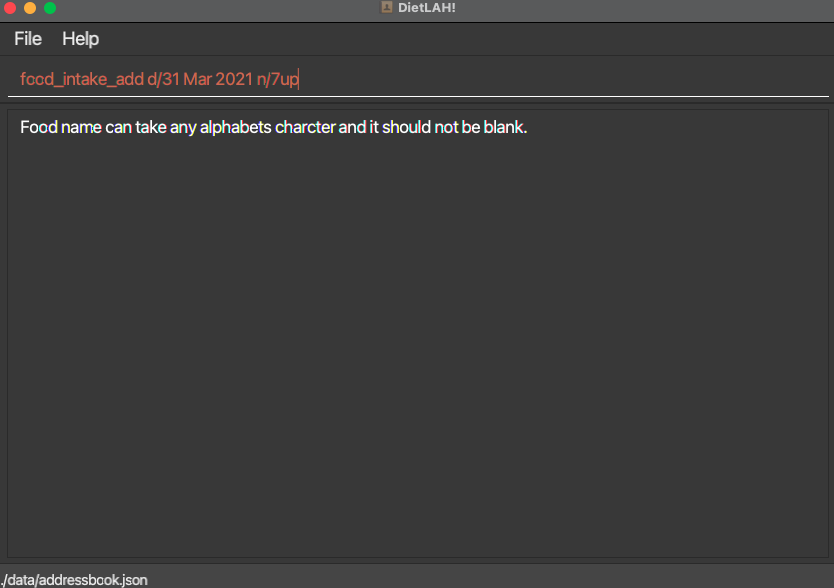 DietLAH!
File Help
food_intake_add d/31 Mar 2021 n/7up
Food name can take any alphabets charcter and it should not be blank.
./data/addressbook.json